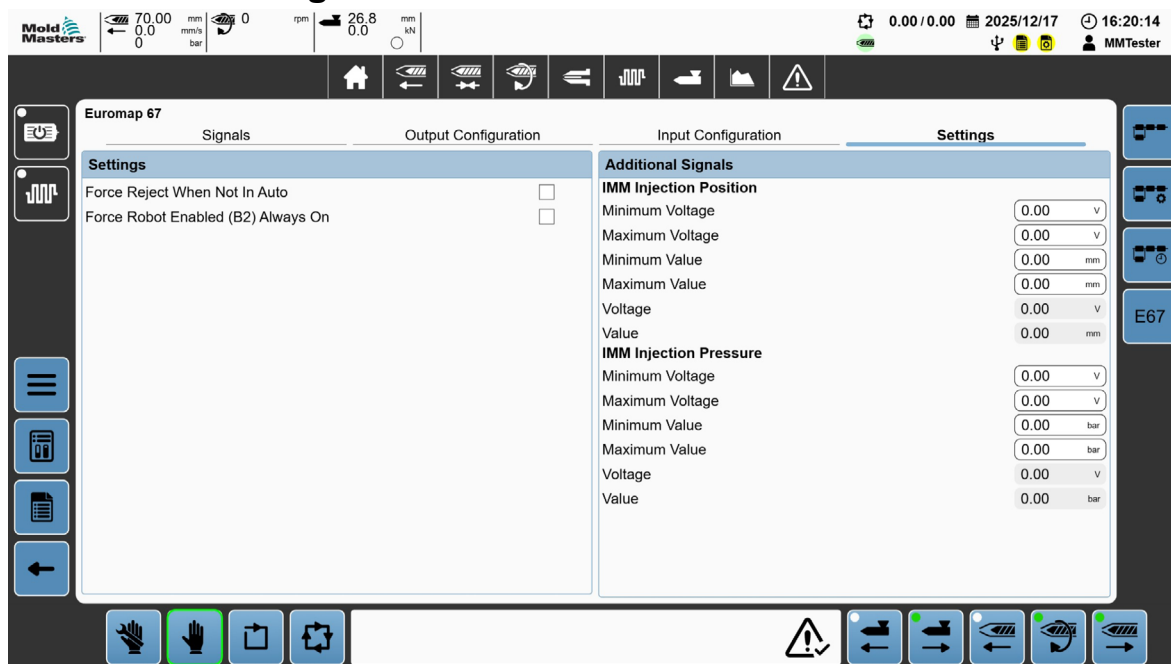 Mold
Masters
70.00 mm
0.0 mm/s
0 bar
0 rpm
26.8 mm
0.0 kN
0.00 / 0.00
2025/12/17
16:20:14
MMTester
Euromap 67
Signals
Output Configuration
Input Configuration
Settings
Settings
Force Reject When Not In Auto
Force Robot Enabled (B2) Always On
Additional Signals
IMM Injection Position
Minimum Voltage 0.00 V
Maximum Voltage 0.00 V
Minimum Value 0.00 mm
Maximum Value 0.00 mm
Voltage 0.00 V
Value 0.00 mm
IMM Injection Pressure
Minimum Voltage 0.00 V
Maximum Voltage 0.00 V
Minimum Value 0.00 bar
Maximum Value 0.00 bar
Voltage 0.00 V
Value 0.00 bar
E67